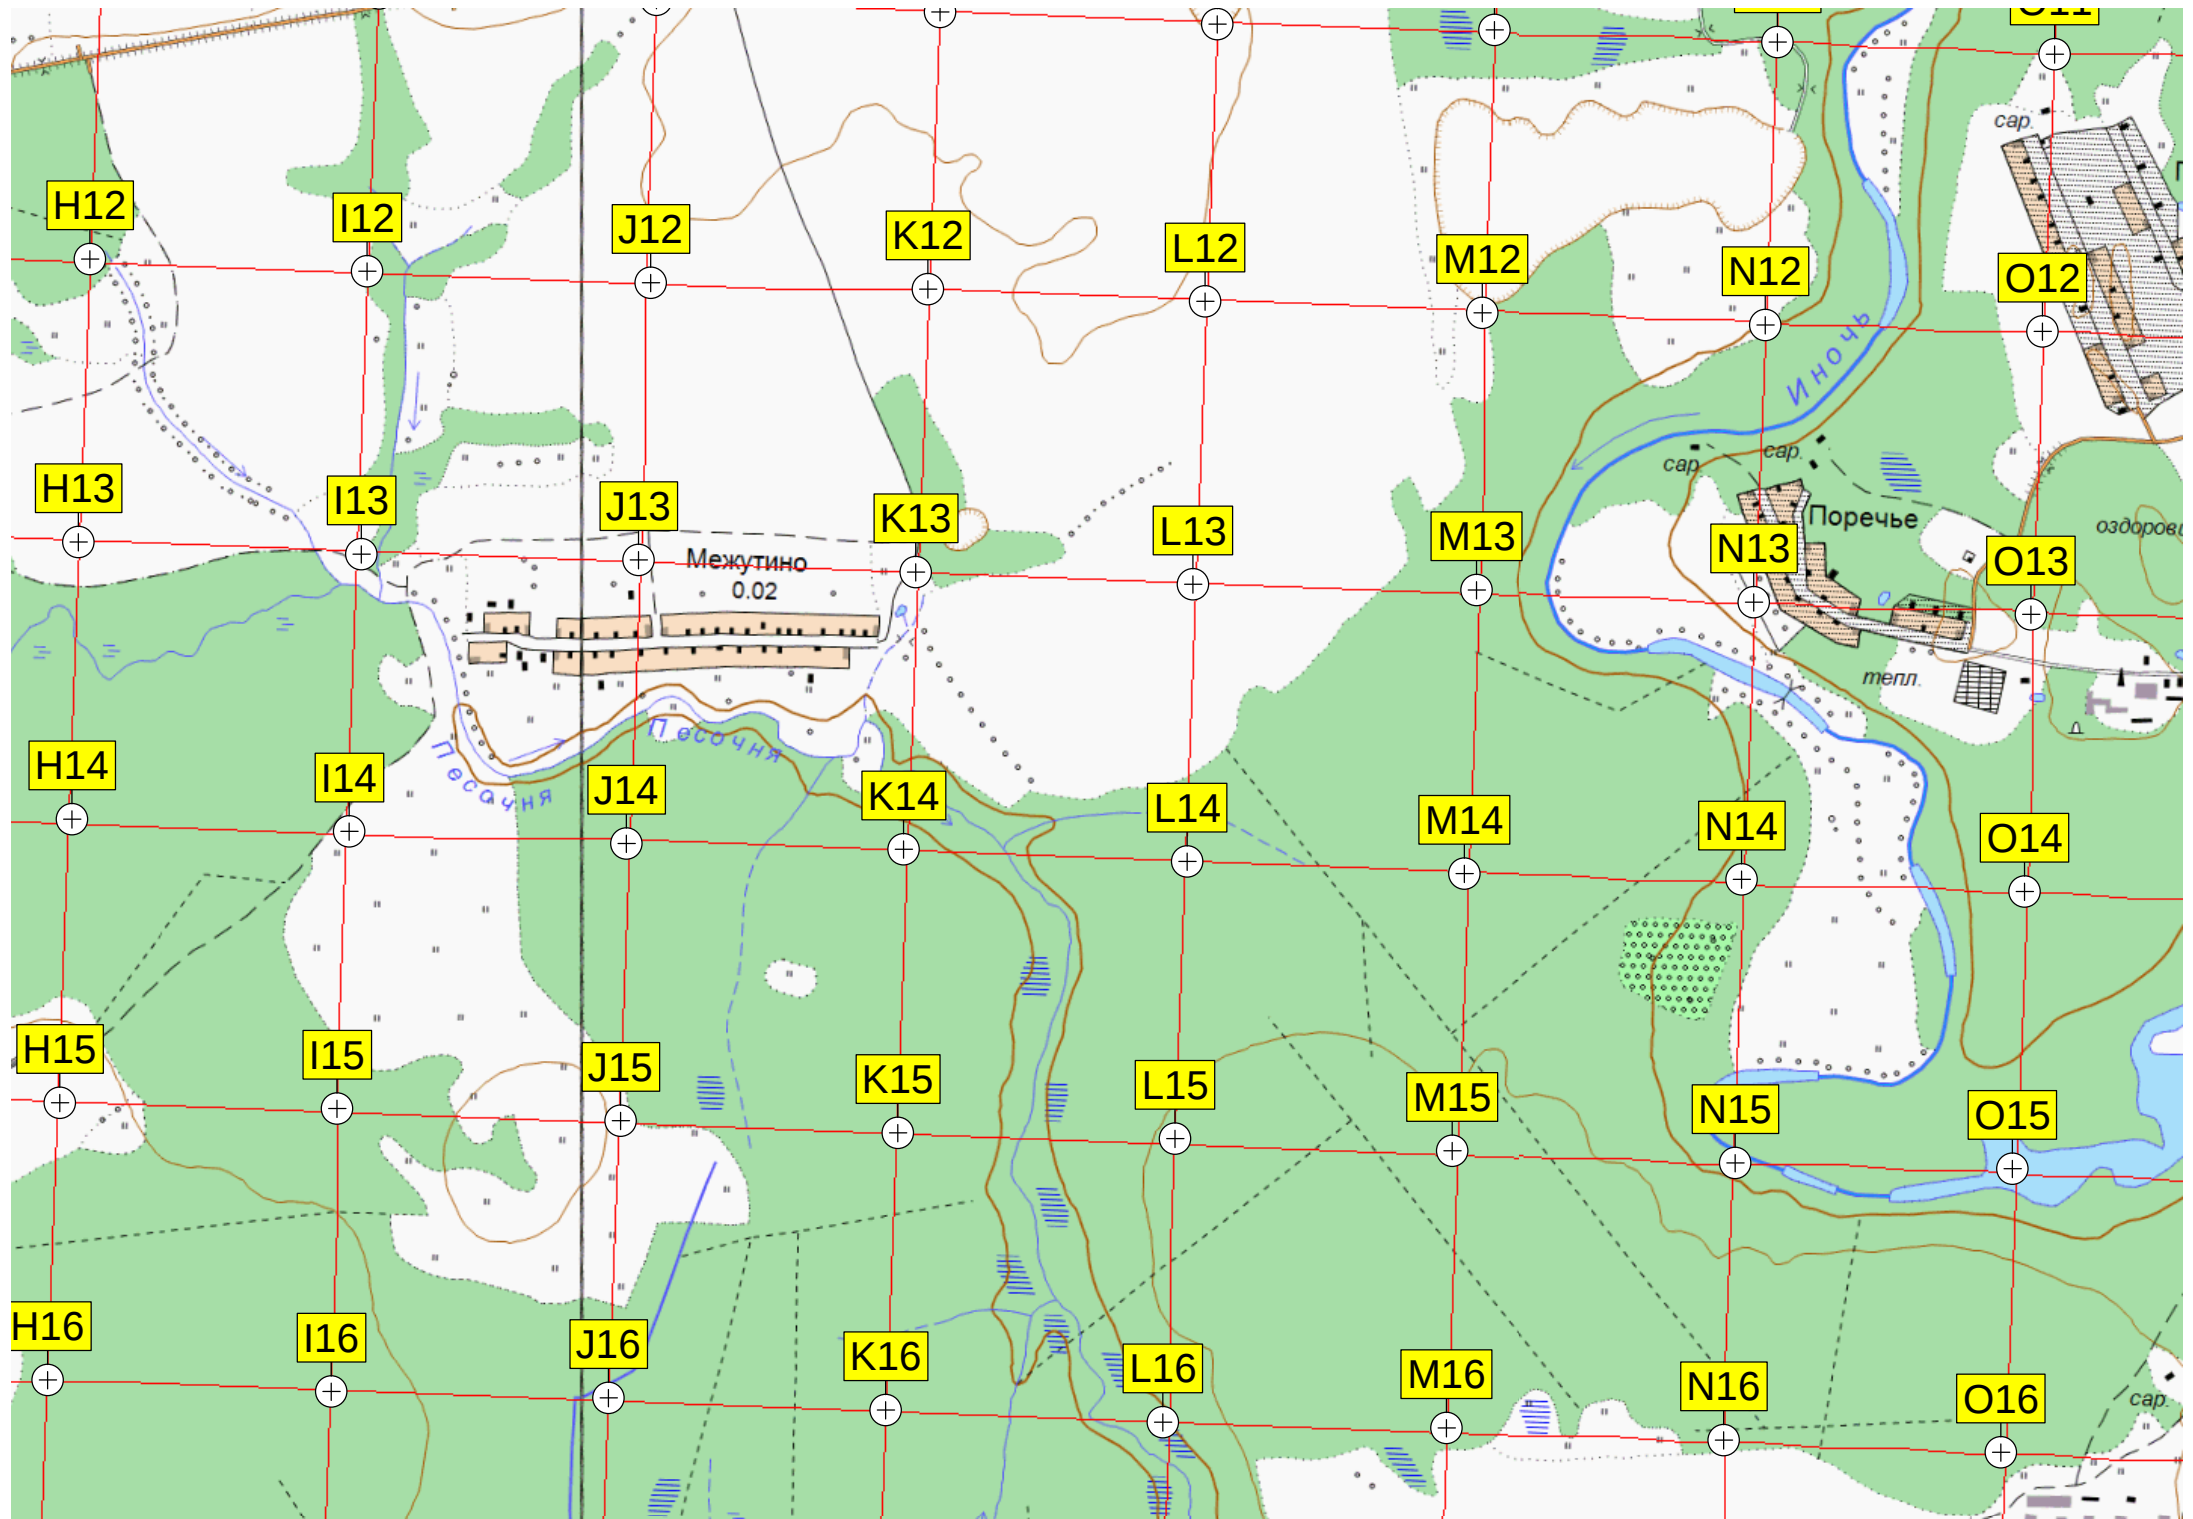 O11
сар.
H12
I12
J12
K12
L12
M12
N12
O12
Иночь
сар.
сар.
H13
I13
J13
K13
L13
M13
N13
O13
Поречье
Межутино
0.02
тепл.
Песочня
Песочня
H14
I14
J14
K14
L14
M14
N14
O14
H15
I15
J15
K15
L15
M15
N15
O15
H16
I16
J16
K16
L16
M16
N16
O16
сар.